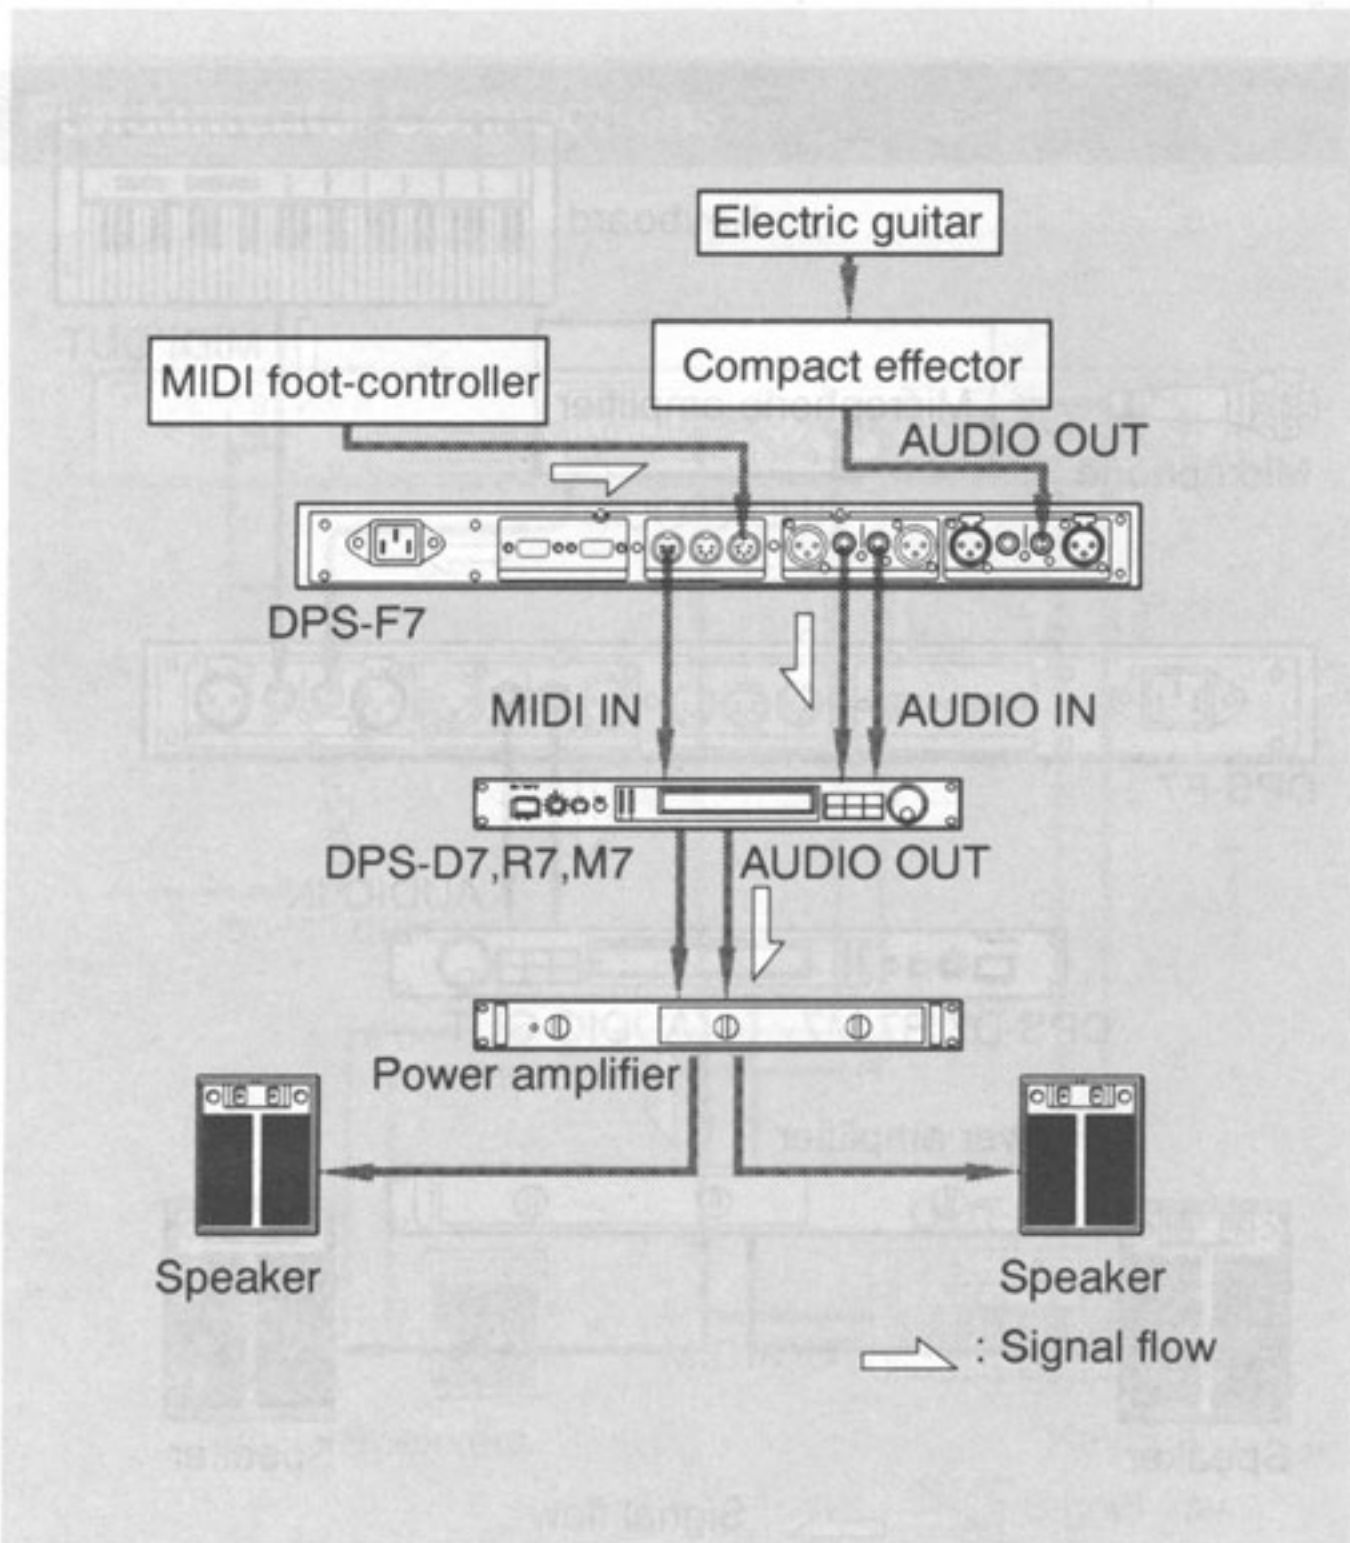 Electric guitar
MIDI foot-controller
Compact effector
AUDIO OUT
DPS-F7
MIDI IN
AUDIO IN
DPS-D7,R7,M7
AUDIO OUT
Power amplifier
Speaker
Speaker
: Signal flow